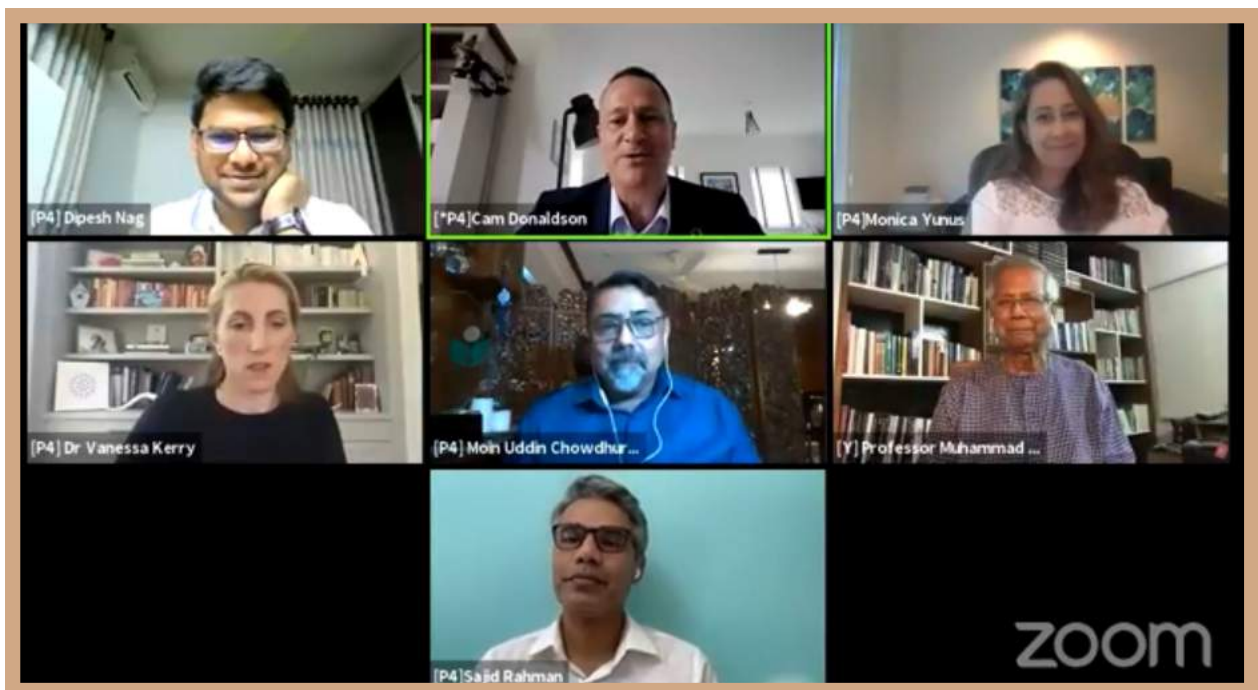 [P4] Dipesh Nag
[*P4]Cam Donaldson
[P4]Monica Yunus
[P4] Dr Vanessa Kerry
[P4] Moin Uddin Chowdhur...
[Y] Professor Muhammad ...
[P4]Sajid Rahman
zoom